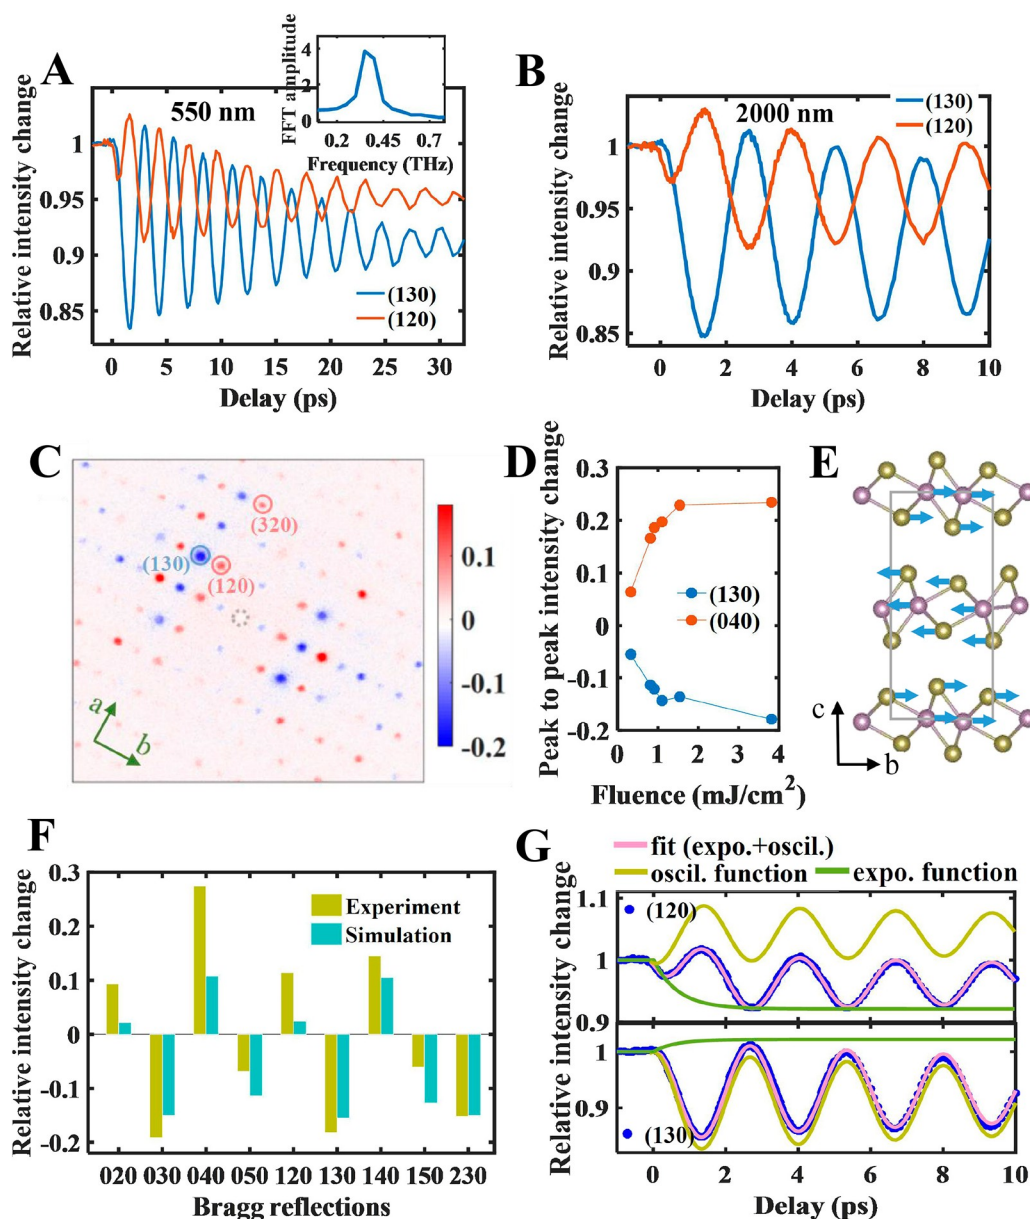 A
Relative intensity change
1
0.95
0.9
0.85
550 nm
FFT amplitude
4
2
0
0.2 0.45 0.7
Frequency (THz)
(130)
(120)
0 5 10 15 20 25 30
Delay (ps)
B
Relative intensity change
1
0.95
0.9
0.85
2000 nm
(130)
(120)
0 2 4 6 8 10
Delay (ps)
C
(320)
(130)
(120)
a
b
0.1
0
-0.1
-0.2
D
Peak to peak intensity change
0.3
0.2
0.1
0
-0.1
-0.2
(130)
(040)
0 1 2 3 4
Fluence (mJ/cm²)
E
c
b
F
Relative intensity change
0.3
0.2
0.1
0
-0.1
-0.2
Experiment
Simulation
020 030 040 050 120 130 140 150 230
Bragg reflections
G
fit (expo.+oscil.)
oscil. function
expo. function
Relative intensity change
1.1
1
0.9
(120)
1
0.9
(130)
0 2 4 6 8 10
Delay (ps)